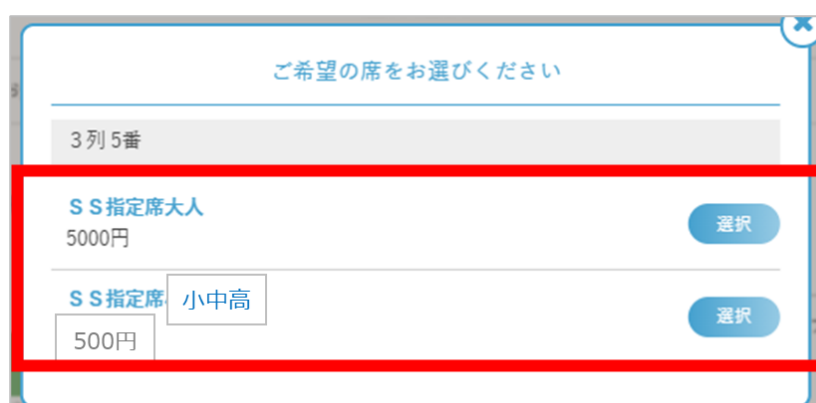 ご希望の席をお選びください
3列 5番
ＳＳ指定席大人
5000円
選択
ＳＳ指定席
小中高
500円
選択